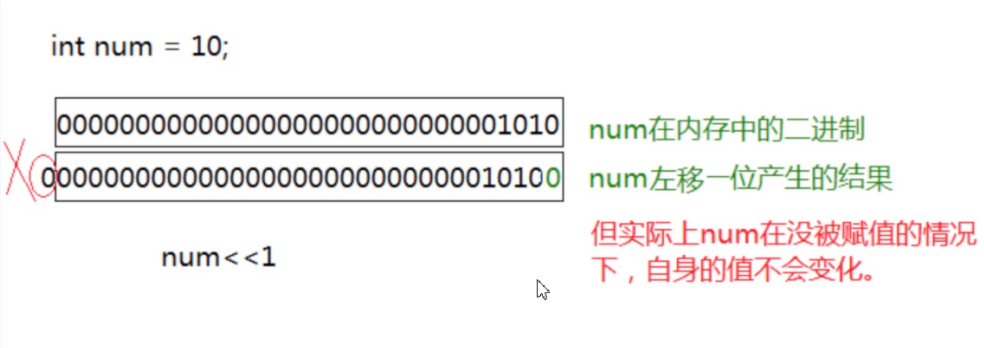 int num = 10;
00000000000000000000000000001010
num在内存中的二进制
000000000000000000000000000010100
num左移一位产生的结果
但实际上num在没被赋值的情况
下，自身的值不会变化。
num<<1